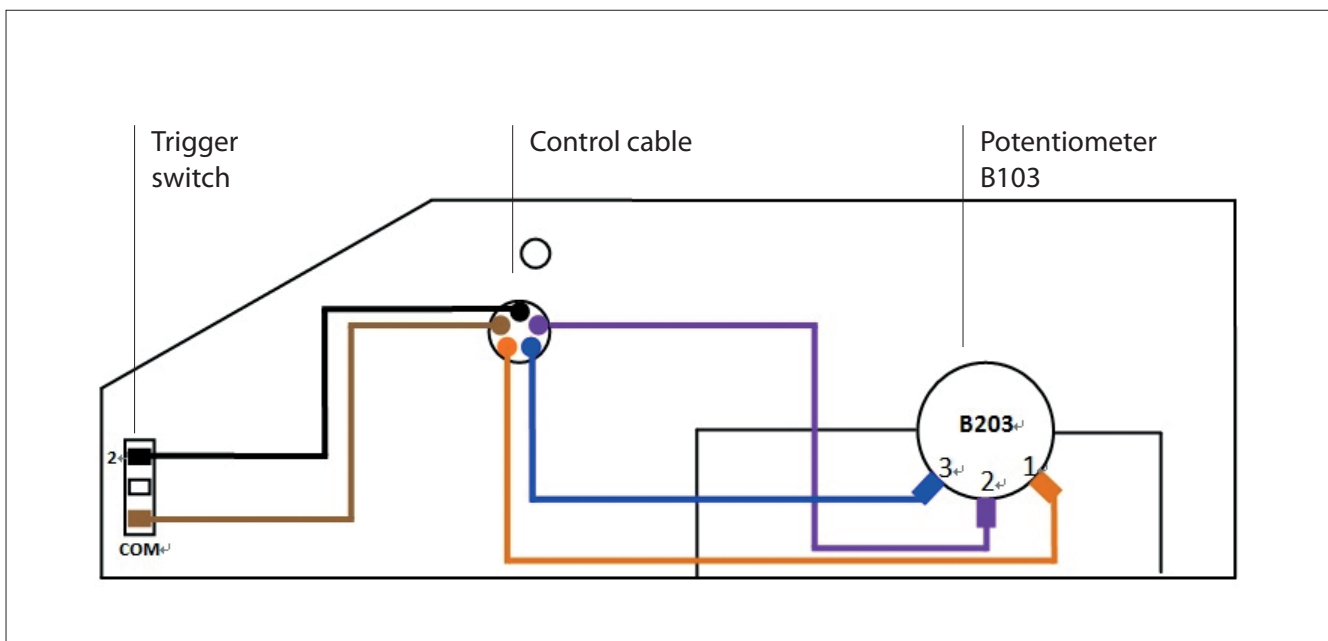 Trigger
switch
Control cable
Potentiometer
B103
B203↵
3↵
1↵
2↵
2↵
COM↵